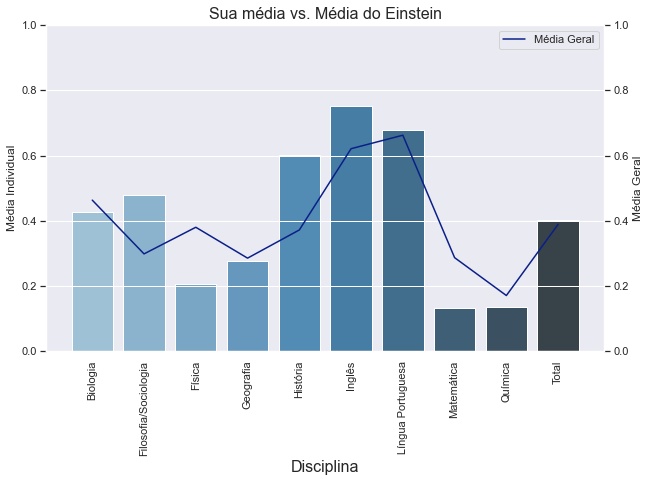 Sua média vs. Média do Einstein
Média Geral
1.0
0.8
0.6
0.4
0.2
0.0
Média Individual
1.0
0.8
0.6
0.4
0.2
0.0
Média Geral
Biologia
Filosofia/Sociologia
Física
Geografia
História
Inglês
Língua Portuguesa
Matemática
Química
Total
Disciplina